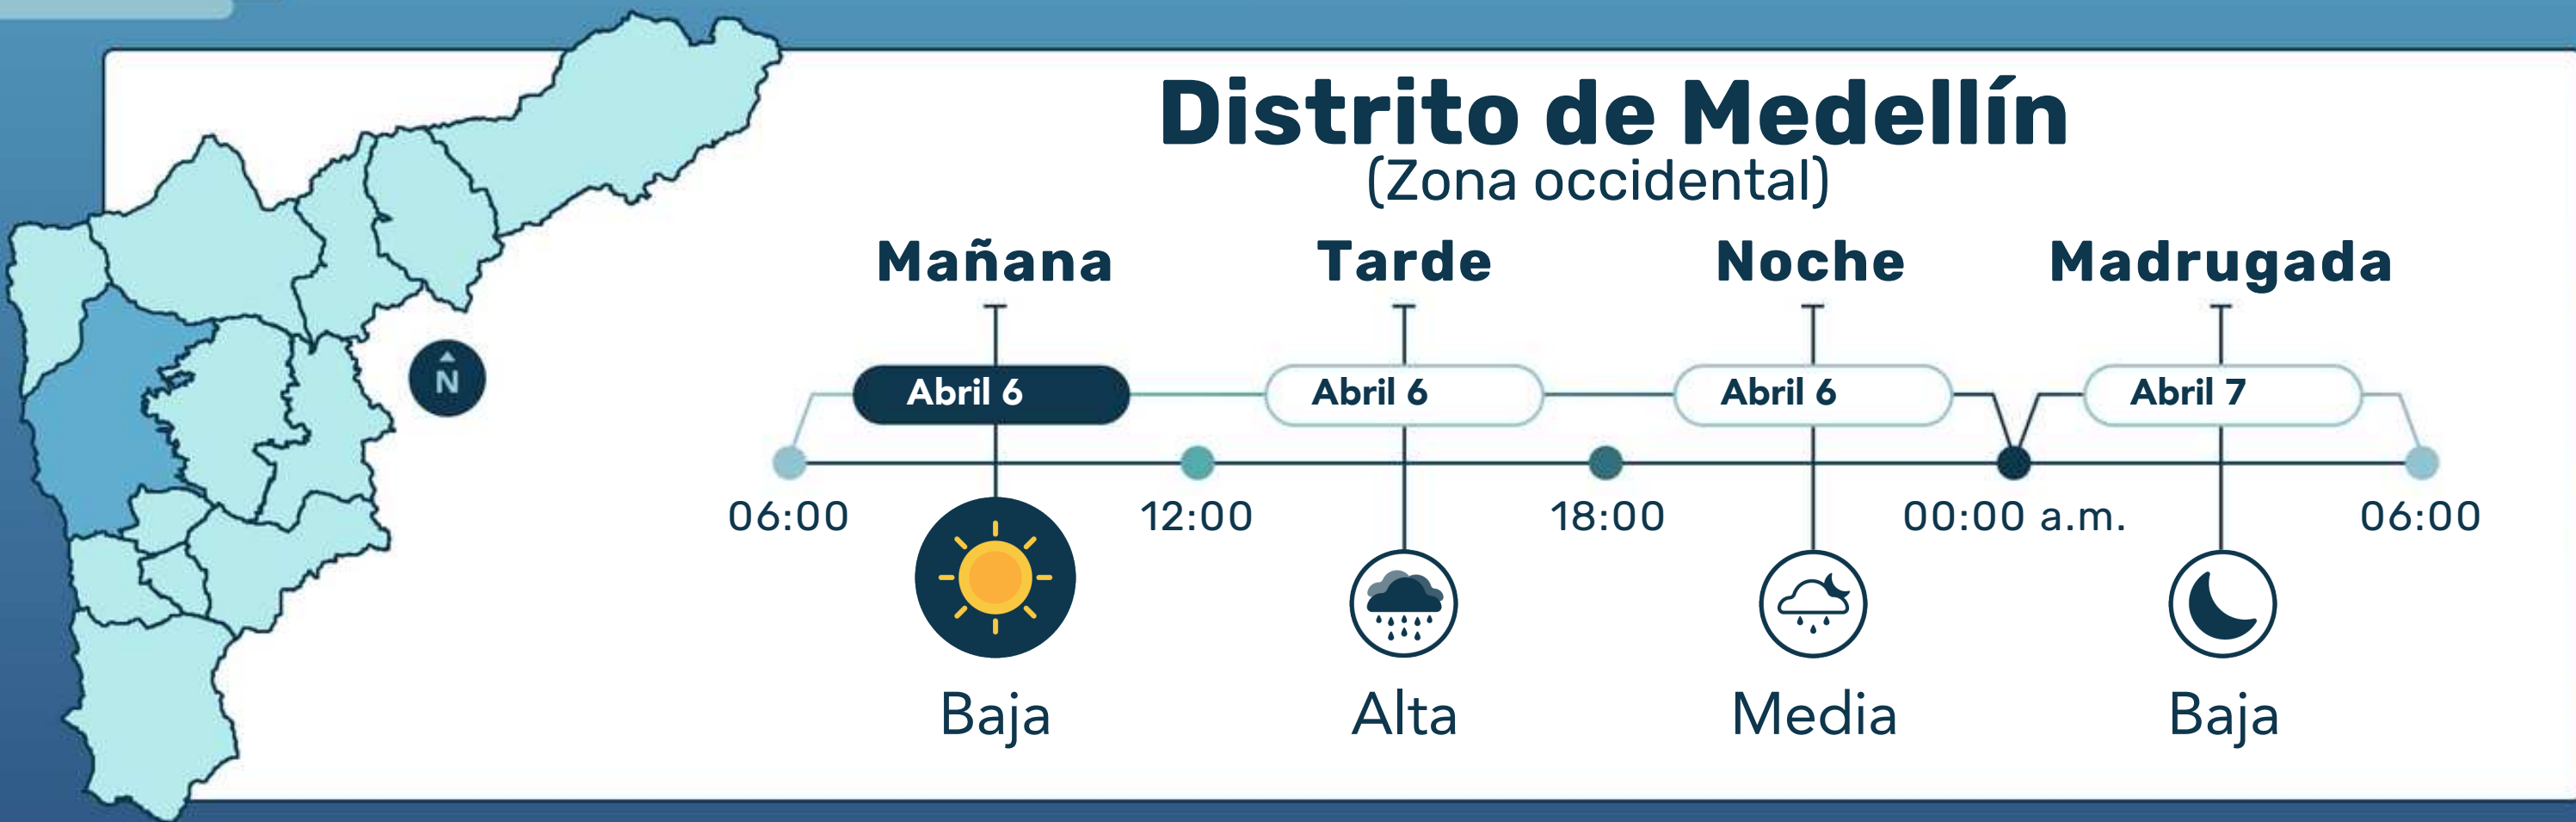 Distrito de Medellín
(Zona occidental)
Mañana Tarde Noche Madrugada
Abril 6 Abril 6 Abril 6 Abril 7
N
06:00 12:00 18:00 00:00 a.m. 06:00
Baja Alta Media Baja